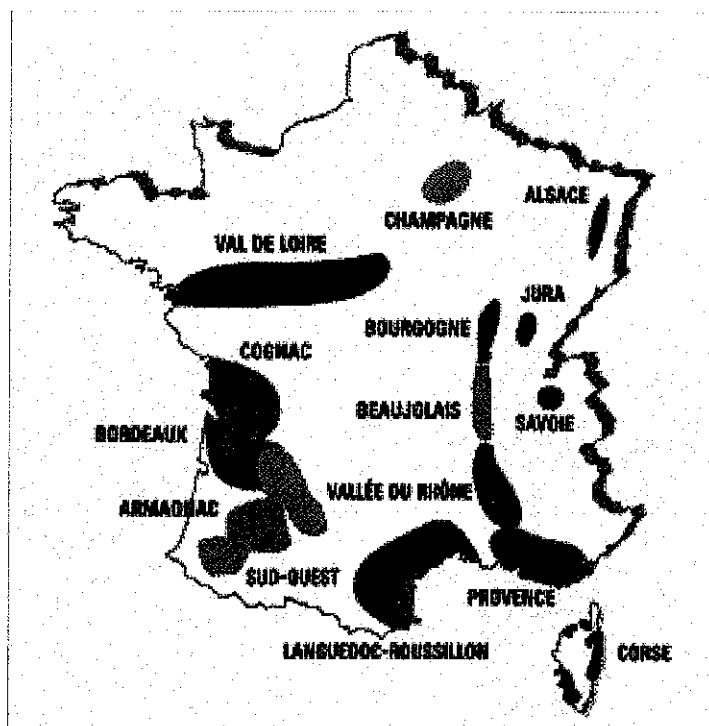 ALSACE
CHAMPAGNE
VAL DE LOIRE
JURA
BOURGOGNE
COGNAC
BEAUJOLAIS
SAVOIE
BORDEAUX
VALLÉE DU RHÔNE
ARMAGNAC
SUD-OUEST
PROVENCE
LANGUEDOC-ROUSSILLON
CORSE